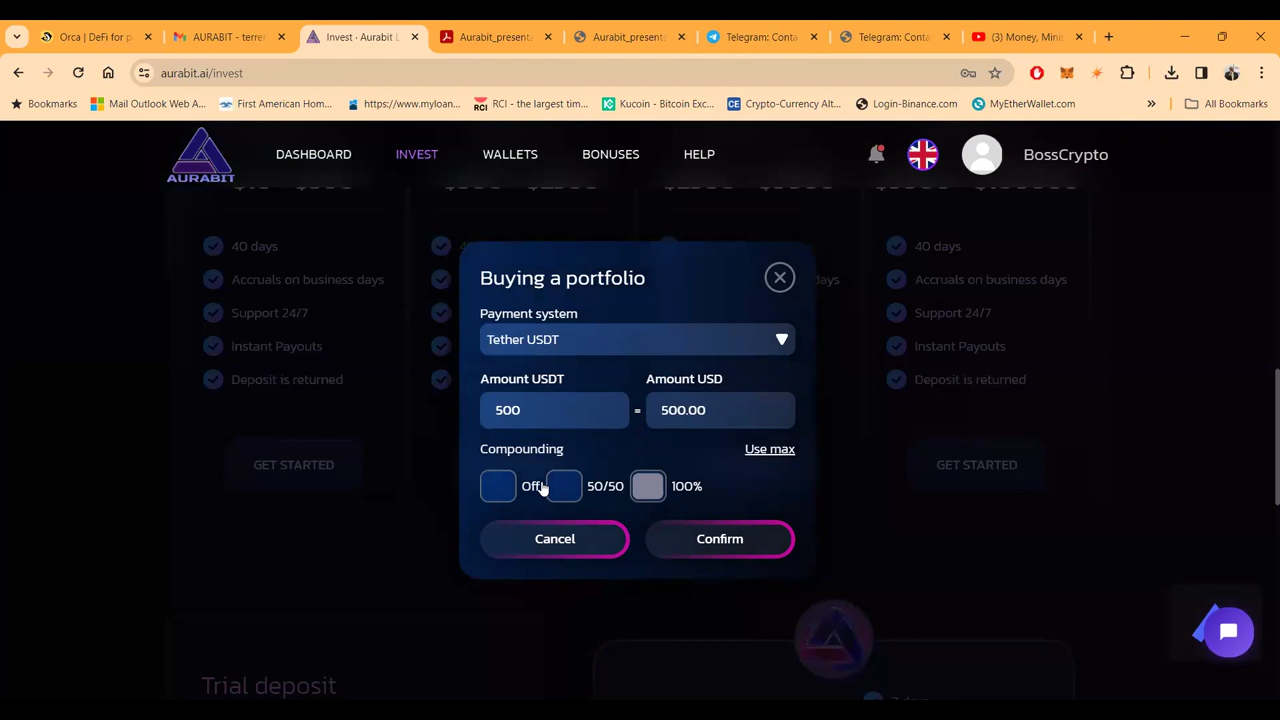 Orca | DeFi for p
AURABIT - terre
Invest · Aurabit L
Aurabit_present
Aurabit_present
Telegram: Conta
Telegram: Conta
(3) Money, Minis
aurabit.ai/invest
Bookmarks
Mail Outlook Web A...
First American Hom...
https://www.myloan...
RCI - the largest tim...
Kucoin - Bitcoin Exc...
Crypto-Currency Alt...
Login-Binance.com
MyEtherWallet.com
All Bookmarks
AURABIT
DASHBOARD
INVEST
WALLETS
BONUSES
HELP
BossCrypto
40 days
40 days
Accruals on business days
days
Accruals on business days
Support 24/7
Support 24/7
Instant Payouts
Instant Payouts
Deposit is returned
Deposit is returned
GET STARTED
GET STARTED
Buying a portfolio
Payment system
Tether USDT
Amount USDT
Amount USD
500
=
500.00
Compounding
Use max
Off
50/50
100%
Cancel
Confirm
Trial deposit